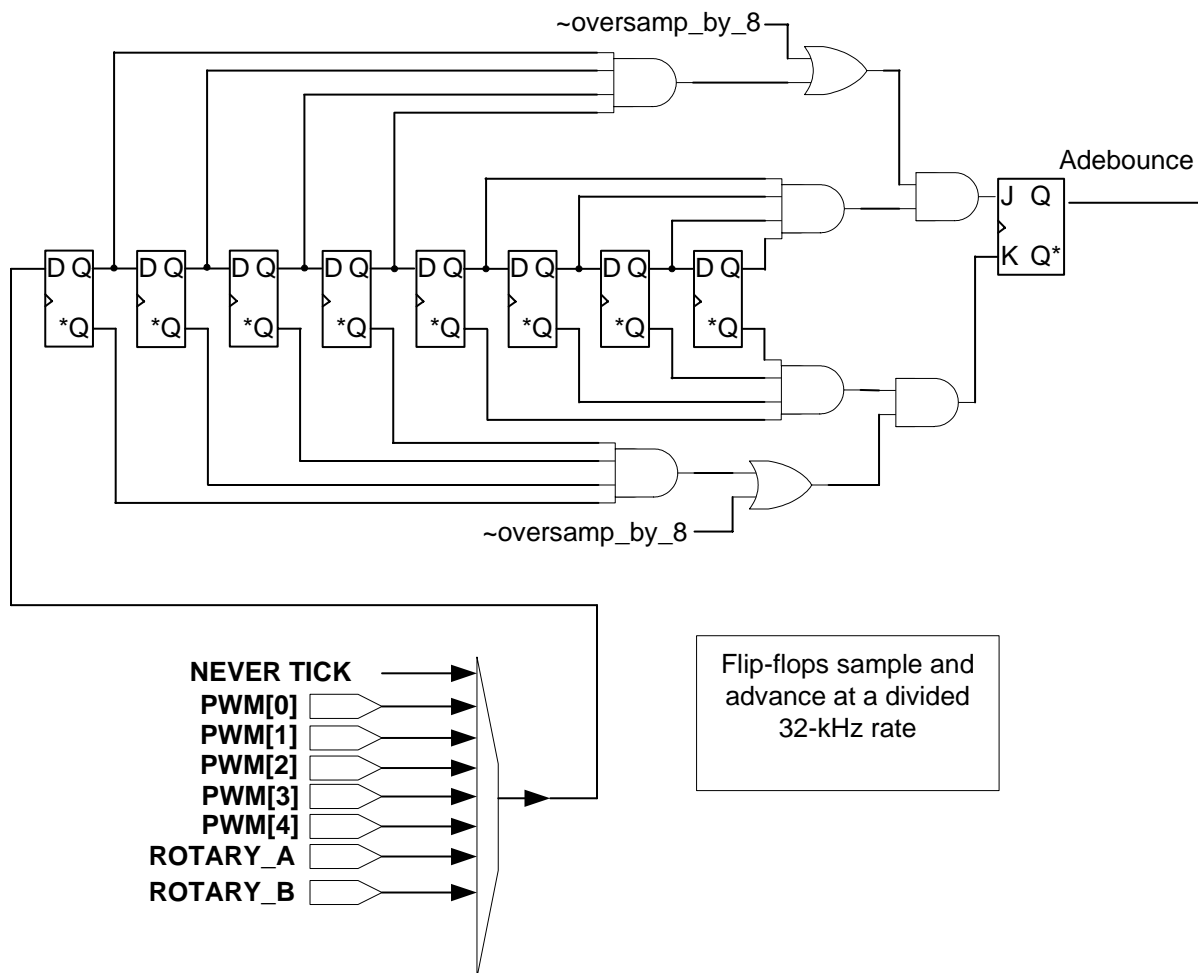 ~oversamp_by_8
Adebounce
J Q
K Q*
D Q D Q D Q D Q D Q D Q D Q D Q
*Q *Q *Q *Q *Q *Q *Q *Q
~oversamp_by_8
NEVER TICK
PWM[0]
PWM[1]
PWM[2]
PWM[3]
PWM[4]
ROTARY_A
ROTARY_B
Flip-flops sample and
advance at a divided
32-kHz rate